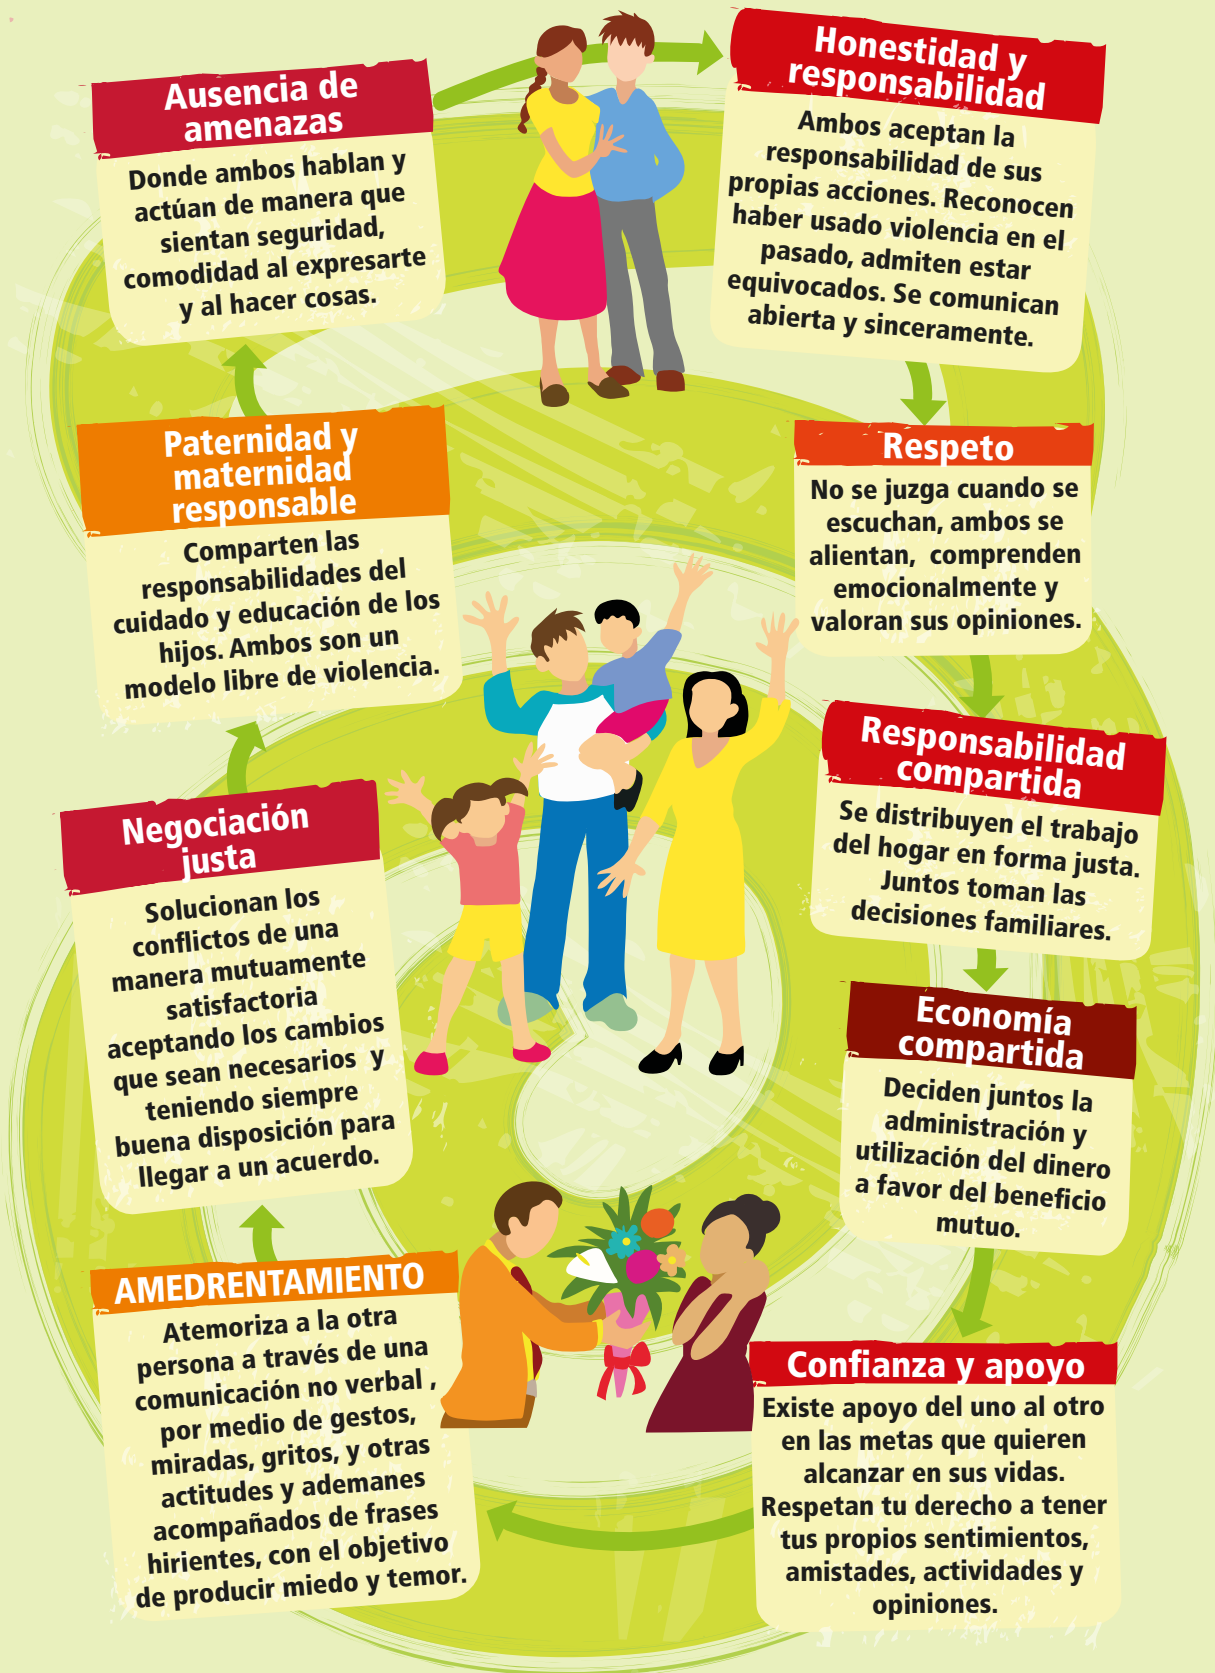 Ausencia de
amenazas
Donde ambos hablan y
actúan de manera que
sientan seguridad,
comodidad al expresarte
y al hacer cosas.
Honestidad y
responsabilidad
Ambos aceptan la
responsabilidad de sus
propias acciones. Reconocen
haber usado violencia en el
pasado, admiten estar
equivocados. Se comunican
abierta y sinceramente.
Respeto
No se juzga cuando se
escuchan, ambos se
alientan, comprenden
emocionalmente y
valoran sus opiniones.
Responsabilidad
compartida
Se distribuyen el trabajo
del hogar en forma justa.
Juntos toman las
decisiones familiares.
Economía
compartida
Deciden juntos la
administración y
utilización del dinero
a favor del beneficio
mutuo.
Confianza y apoyo
Existe apoyo del uno al otro
en las metas que quieren
alcanzar en sus vidas.
Respetan tu derecho a tener
tus propios sentimientos,
amistades, actividades y
opiniones.
AMEDRENTAMIENTO
Atemoriza a la otra
persona a través de una
comunicación no verbal ,
por medio de gestos,
miradas, gritos, y otras
actitudes y ademanes
acompañados de frases
hirientes, con el objetivo
de producir miedo y temor.
Negociación
justa
Solucionan los
conflictos de una
manera mutuamente
satisfactoria
aceptando los cambios
que sean necesarios y
teniendo siempre
buena disposición para
llegar a un acuerdo.
Paternidad y
maternidad
responsable
Comparten las
responsabilidades del
cuidado y educación de los
hijos. Ambos son un
modelo libre de violencia.